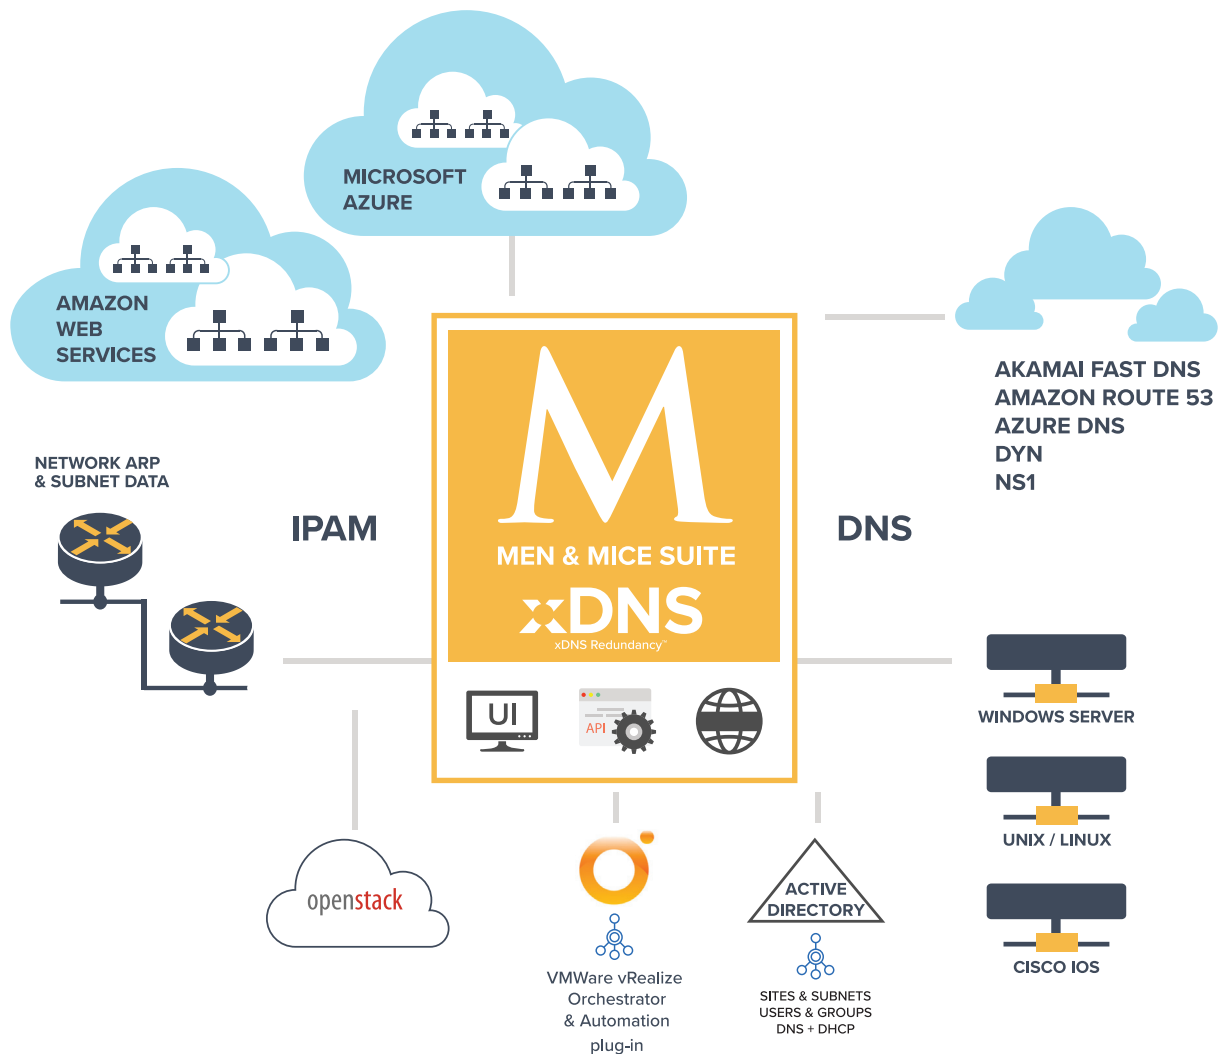 MICROSOFT
AZURE
AMAZON
WEB
SERVICES
AKAMAI FAST DNS
AMAZON ROUTE 53
AZURE DNS
DYN
NS1
NETWORK ARP
& SUBNET DATA
IPAM
M
MEN & MICE SUITE
xDNS
xDNS Redundancy™
DNS
UI
API
WINDOWS SERVER
UNIX / LINUX
CISCO IOS
openstack
VMWare vRealize
Orchestrator
& Automation
plug-in
ACTIVE
DIRECTORY
SITES & SUBNETS
USERS & GROUPS
DNS + DHCP